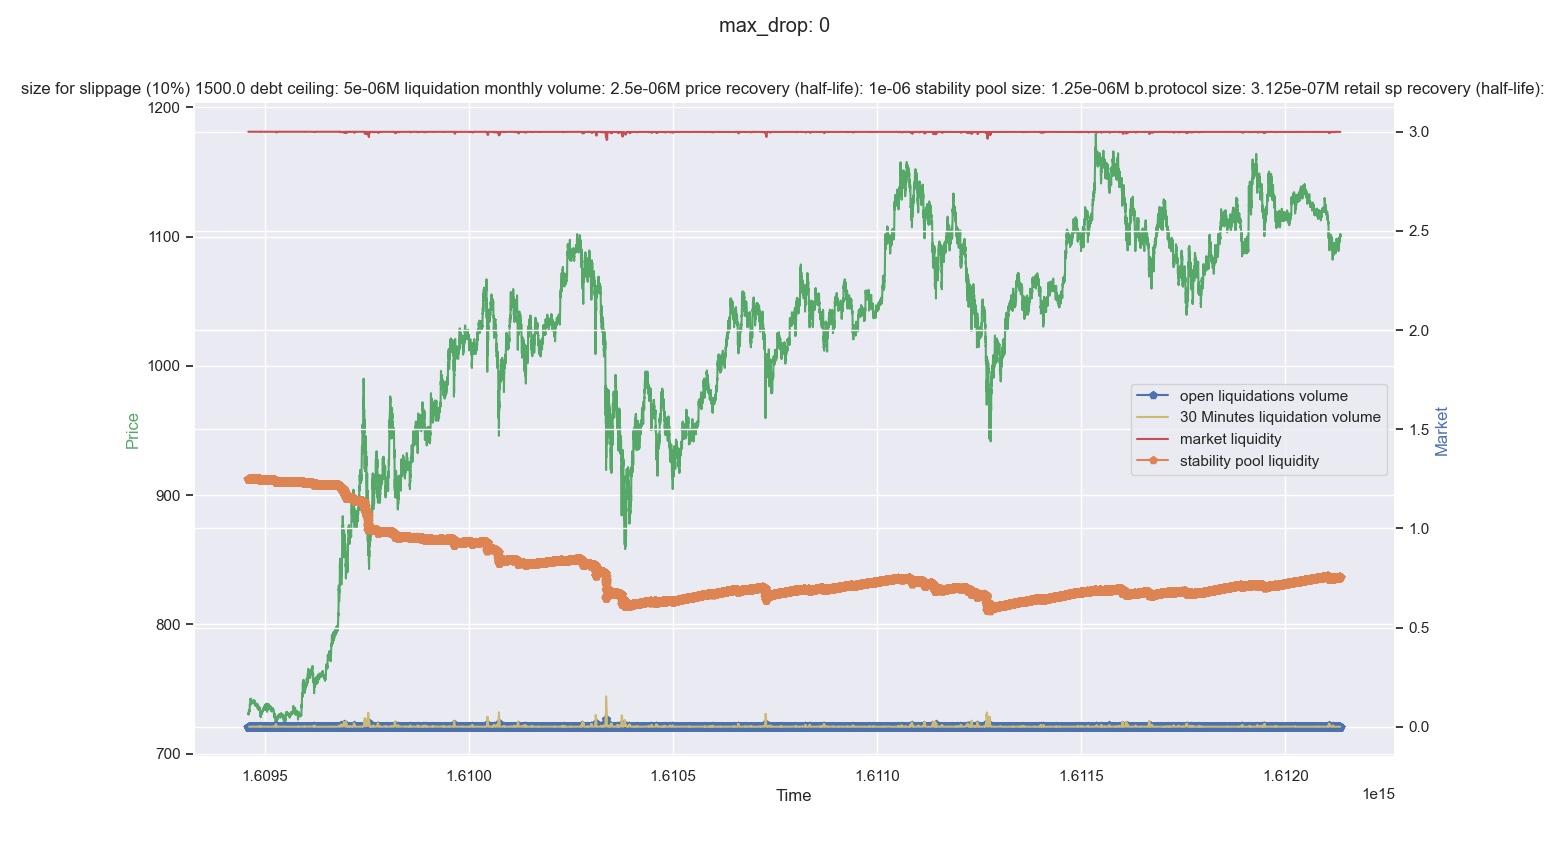 max_drop: 0
size for slippage (10%) 1500.0 debt ceiling: 5e-06M liquidation monthly volume: 2.5e-06M price recovery (half-life): 1e-06 stability pool size: 1.25e-06M b.protocol size: 3.125e-07M retail sp recovery (half-life):
1200
1100
1000
900
800
700
Price
3.0
2.5
2.0
1.5
1.0
0.5
0.0
Market
open liquidations volume
30 Minutes liquidation volume
market liquidity
stability pool liquidity
1.6095 1.6100 1.6105 1.6110 1.6115 1.6120
Time
1e15